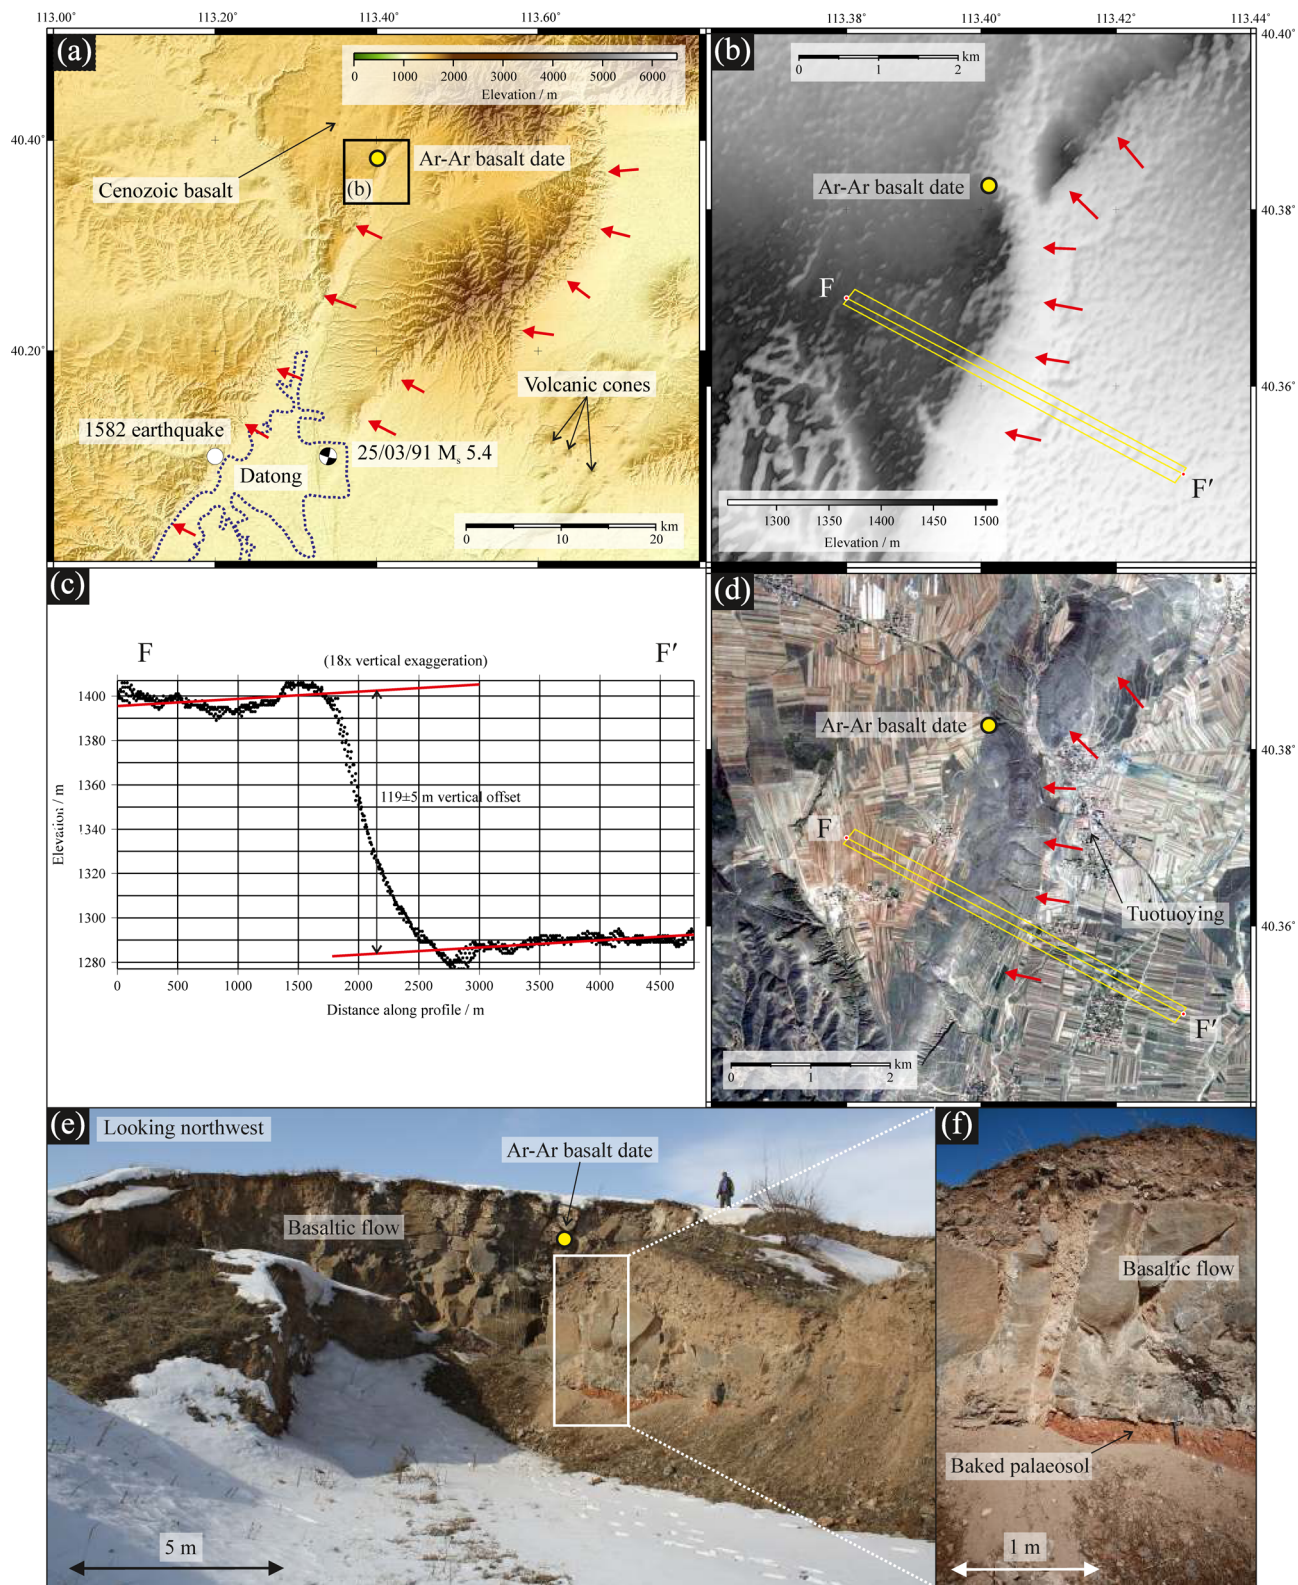 113.00°
113.20°
113.40°
113.60°
113.38°
113.40°
113.42°
113.44°
(a)
0 1000 2000 3000 4000 5000 6000
Elevation / m
40.40°
40.20°
Cenozoic basalt
Ar-Ar basalt date
(b)
Volcanic cones
1582 earthquake
Datong
25/03/91 Ms 5.4
km
0 10 20
(b)
km
0 1 2
40.40°
40.38°
40.36°
Ar-Ar basalt date
F
F′
1300 1350 1400 1450 1500
Elevation / m
(c)
F
F′
(18x vertical exaggeration)
1400
1380
1360
1340
1320
1300
1280
Elevation / m
119±5 m vertical offset
0 500 1000 1500 2000 2500 3000 3500 4000 4500
Distance along profile / m
(d)
Ar-Ar basalt date
40.38°
40.36°
F
F′
Tuotuoying
km
0 1 2
(e)
Looking northwest
Ar-Ar basalt date
Basaltic flow
5 m
(f)
Basaltic flow
Baked palaeosol
1 m